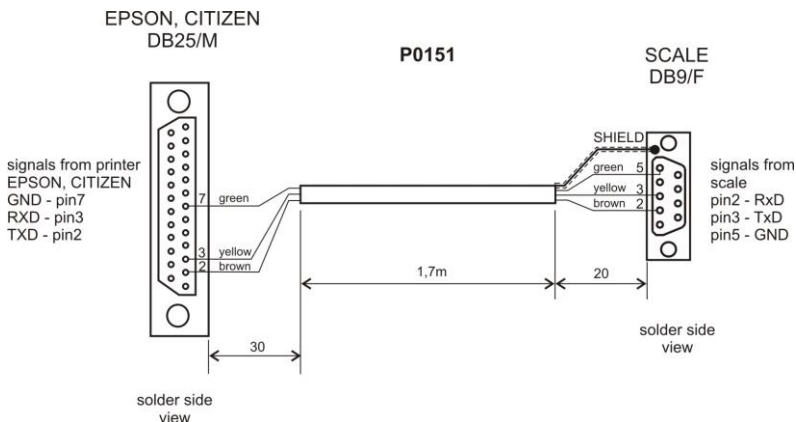 EPSON, CITIZEN
DB25/M
P0151
SCALE
DB9/F
SHIELD
signals from printer
EPSON, CITIZEN
GND - pin7
RXD - pin3
TXD - pin2
7 green
3 yellow
2 brown
green 5
yellow 3
brown 2
signals from
scale
pin2 - RxD
pin3 - TxD
pin5 - GND
1,7m
20
30
solder side
view
solder side
view